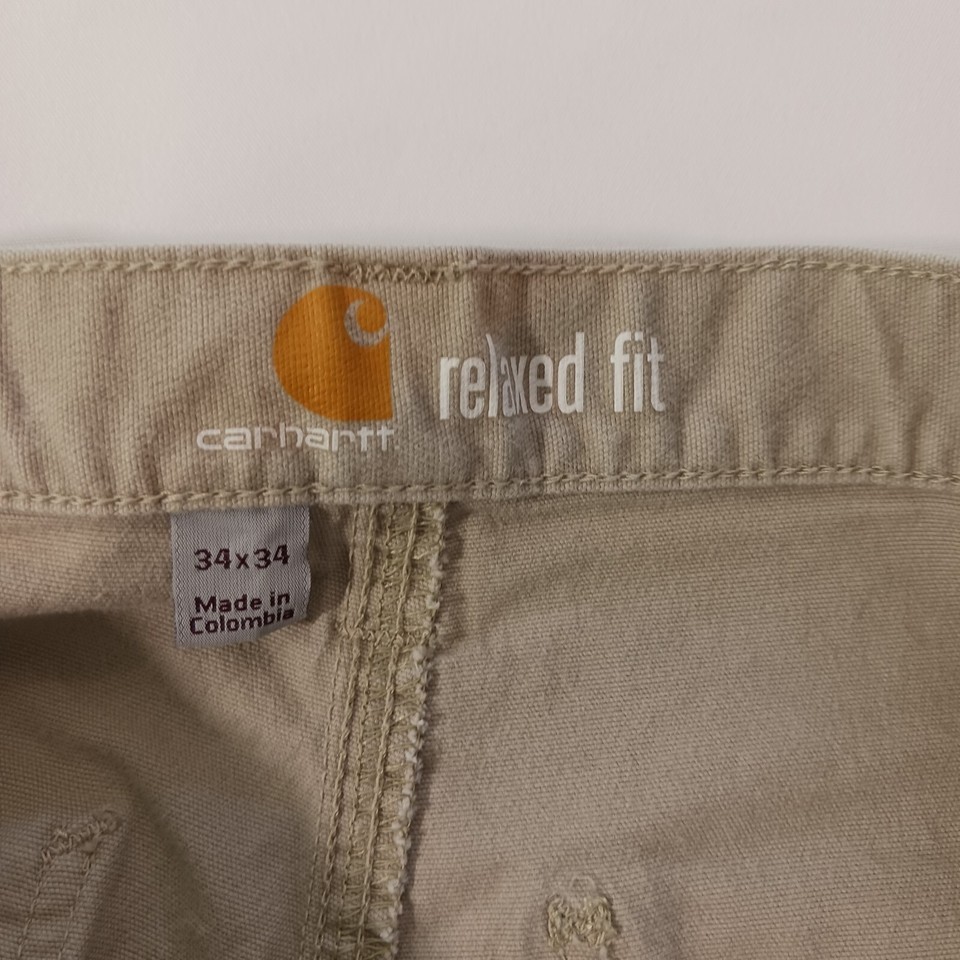 carhartt
relaxed fit
34x34
Made in
Colombia